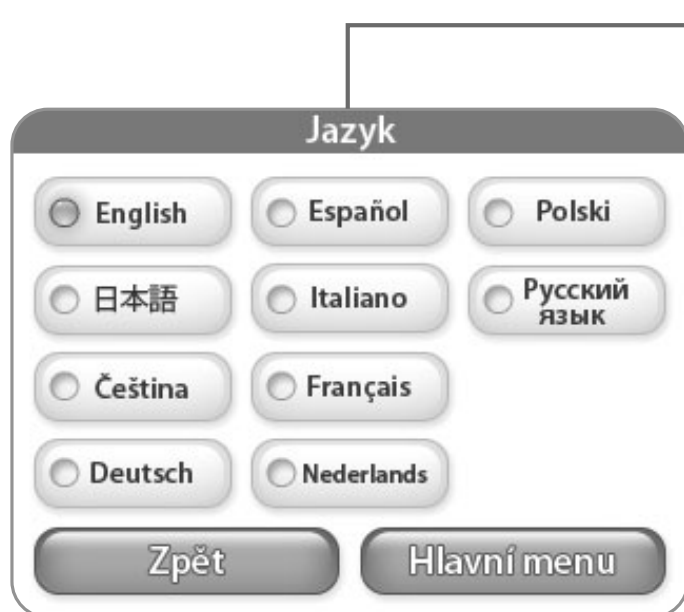 Jazyk
English
Español
Polski
日本語
Italiano
Русский
язык
Čeština
Français
Deutsch
Nederlands
Zpět
Hlavní menu